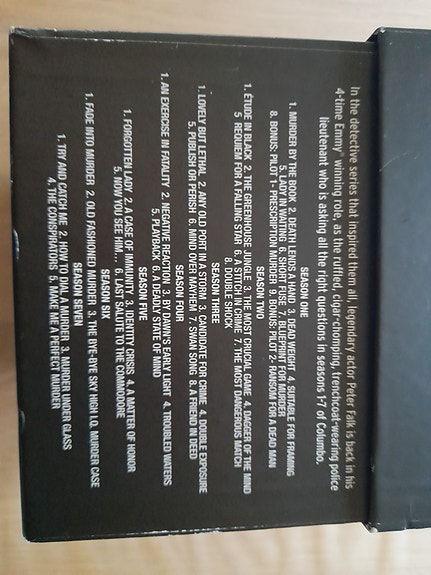 In the detective series that inspired them all, legendary actor Peter Falk is back in his
4-time Emmy® winning role, as the ruffled, cigar-chomping, trenchcoat-wearing police
lieutenant who is asking all the right questions in seasons 1-7 of Columbo.
SEASON ONE
1. MURDER BY THE BOOK 2. DEATH LENDS A HAND 3. DEAD WEIGHT 4. SUITABLE FOR FRAMING
5. LADY IN WAITING 6. SHORT FUSE 7. BLUEPRINT FOR MURDER
8. BONUS: PILOT 1- PRESCRIPTION MURDER 9. BONUS: PILOT 2- RANSOM FOR A DEAD MAN
SEASON TWO
1. ÉTUDE IN BLACK 2. THE GREENHOUSE JUNGLE 3. THE MOST CRUCIAL GAME 4. DAGGER OF THE MIND
5. REQUIEM FOR A FALLING STAR 6. A STITCH IN CRIME 7. THE MOST DANGEROUS MATCH
8. DOUBLE SHOCK
SEASON THREE
1. LOVELY BUT LETHAL 2. ANY OLD PORT IN A STORM 3. CANDIDATE FOR CRIME 4. DOUBLE EXPOSURE
5. PUBLISH OR PERISH 6. MIND OVER MAYHEM 7. SWAN SONG 8. A FRIEND IN DEED
SEASON FOUR
1. AN EXERCISE IN FATALITY 2. NEGATIVE REACTION 3. BY DAWN'S EARLY LIGHT 4. TROUBLED WATERS
5. PLAYBACK 6. A DEADLY STATE OF MIND
SEASON FIVE
1. FORGOTTEN LADY 2. A CASE OF IMMUNITY 3. IDENTITY CRISIS 4. A MATTER OF HONOR
5. NOW YOU SEE HIM... 6. LAST SALUTE TO THE COMMODORE
SEASON SIX
1. FADE INTO MURDER 2. OLD FASHIONED MURDER 3. THE BYE-BYE SKY HIGH I.Q. MURDER CASE
SEASON SEVEN
1. TRY AND CATCH ME 2. HOW TO DIAL A MURDER 3. MURDER UNDER GLASS
4. THE CONSPIRATORS 5. MAKE ME A PERFECT MURDER